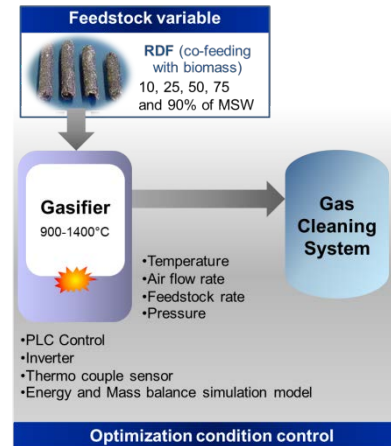 Feedstock variable
RDF (co-feeding
with biomass)
10, 25, 50, 75
and 90% of MSW
Gasifier
900-1400°C
Gas
Cleaning
System
•Temperature
•Air flow rate
•Feedstock rate
•Pressure
•PLC Control
•Inverter
•Thermo couple sensor
•Energy and Mass balance simulation model
Optimization condition control